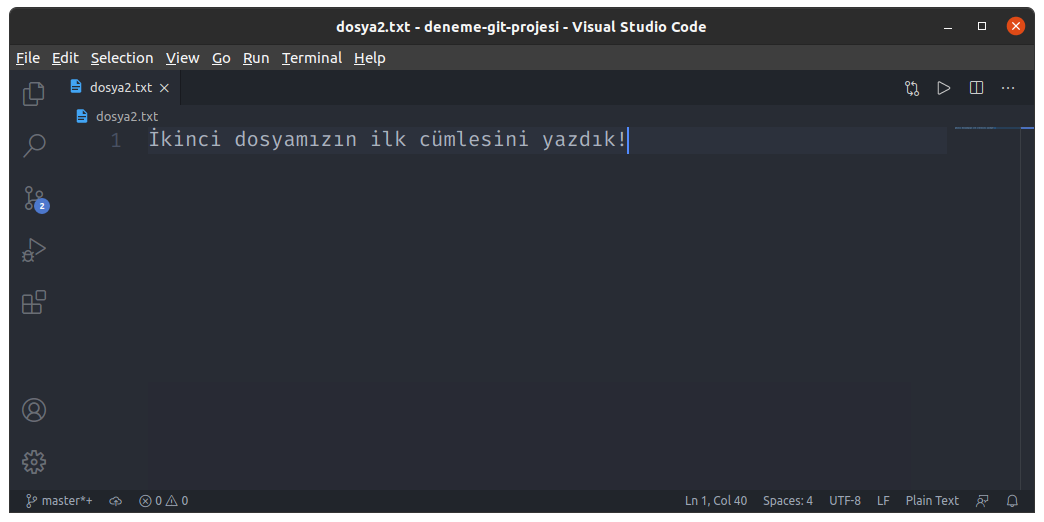 dosya2.txt - deneme-git-projesi - Visual Studio Code
File Edit Selection View Go Run Terminal Help
dosya2.txt
dosya2.txt
1 İkinci dosyamızın ilk cümlesini yazdık!
2
master*+ 0 0 Ln 1, Col 40 Spaces: 4 UTF-8 LF Plain Text